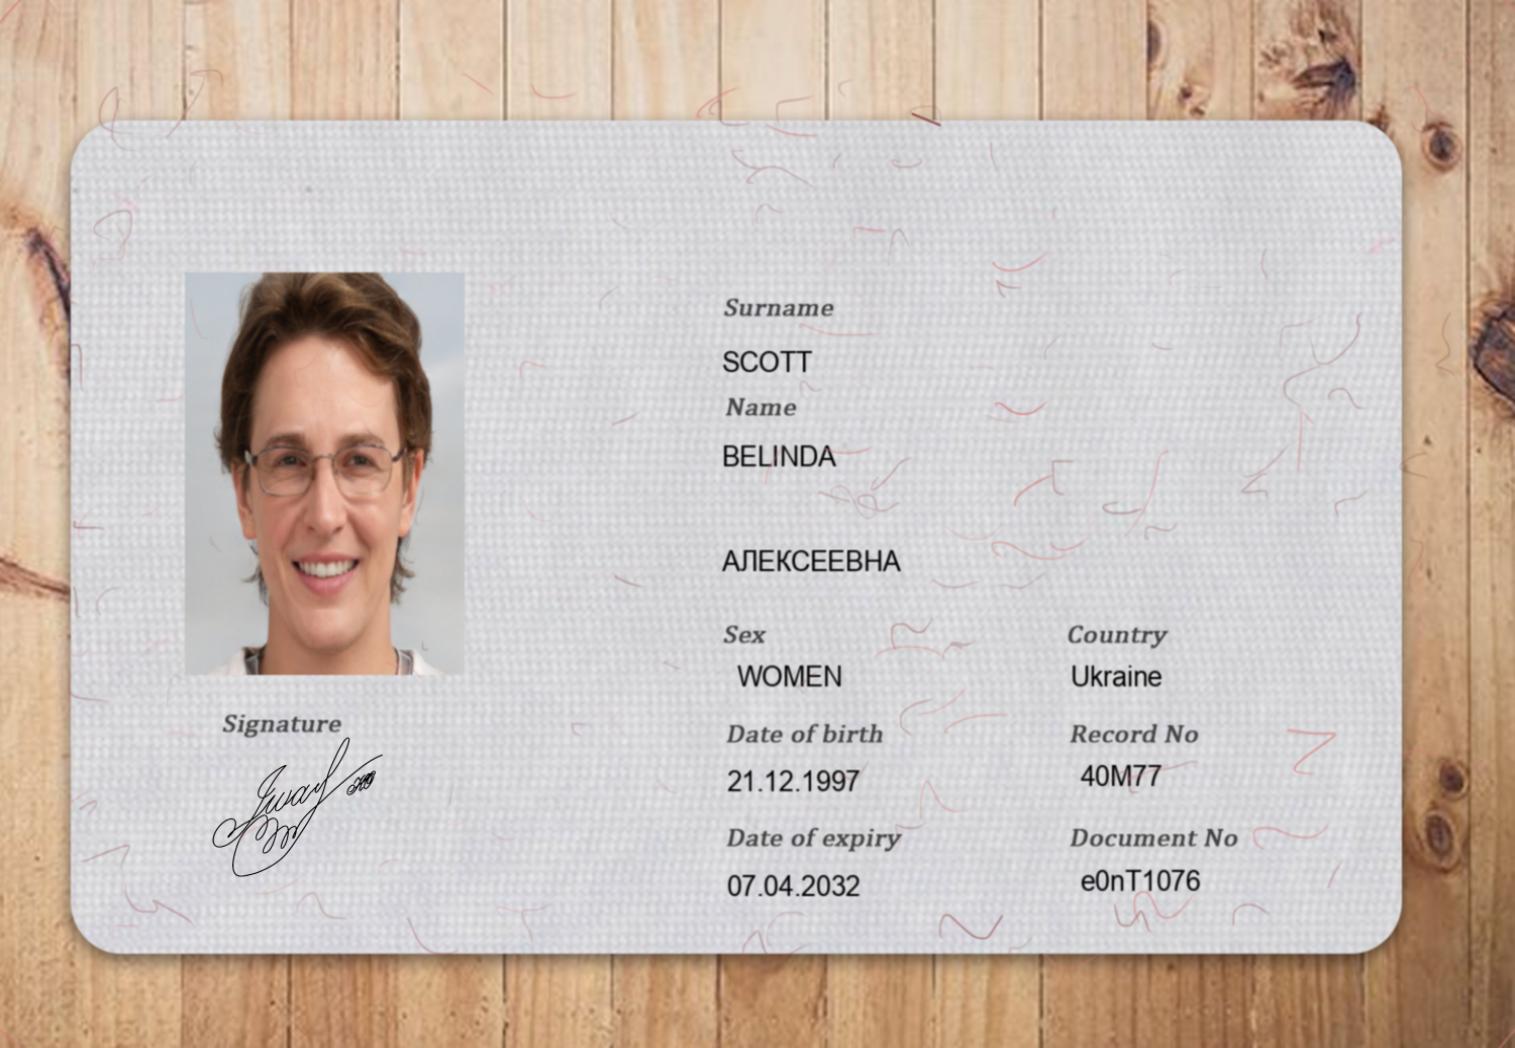 Surname
SCOTT
Name
BELINDA
АЛЕКСЕЕВНА
Sex
Country
WOMEN
Ukraine
Date of birth
Record No
21.12.1997
40M77
Date of expiry
Document No
07.04.2032
e0nT1076
Signature